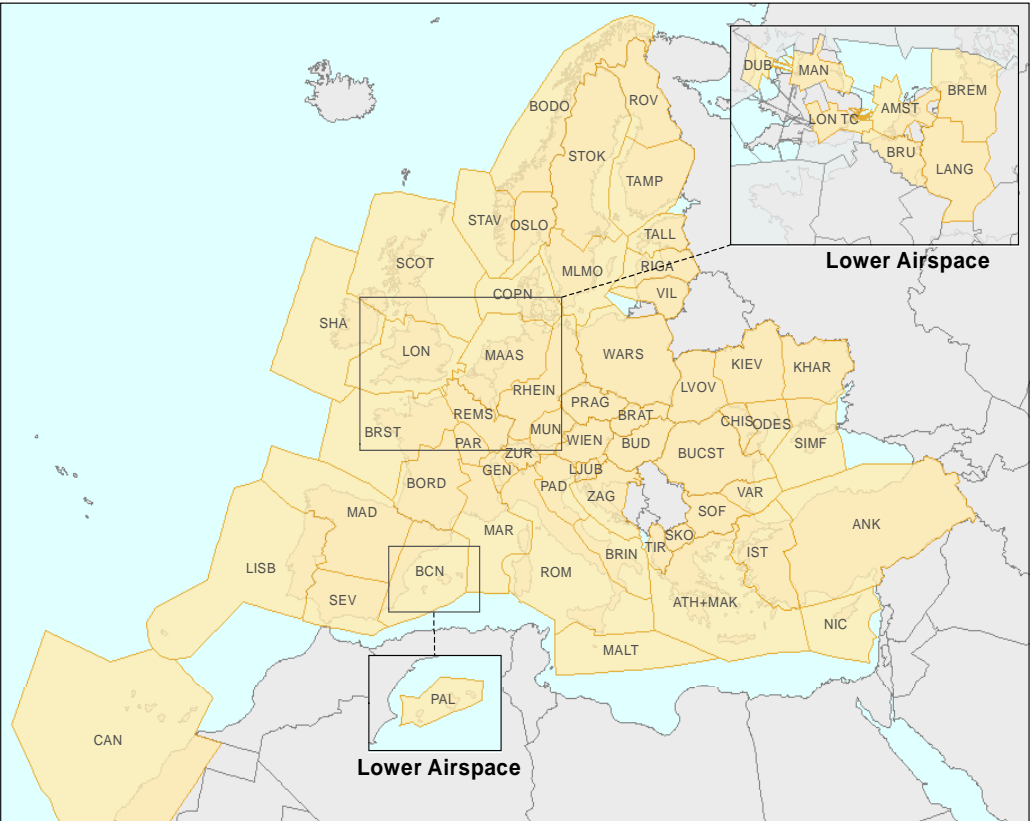 DUB
MAN
BREM
AMST
LON TC
BRU
LANG
Lower Airspace
BODO
ROV
STOK
TAMP
STAV
OSLO
TALL
SCOT
MLMO
RIGA
COPN
VIL
SHA
LON
MAAS
WARS
KIEV
KHAR
RHEIN
LVOV
PRAG
REMS
BRAT
CHIS
ODES
BRST
MUN
PAR
WIEN
BUD
SIMF
ZUR
BUCST
GEN
LJUB
BORD
PAD
ZAG
VAR
MAD
SOF
ANK
MAR
SKO
TIR
BRIN
IST
LISB
BCN
ROM
SEV
ATH+MAK
NIC
MALT
PAL
CAN
Lower Airspace